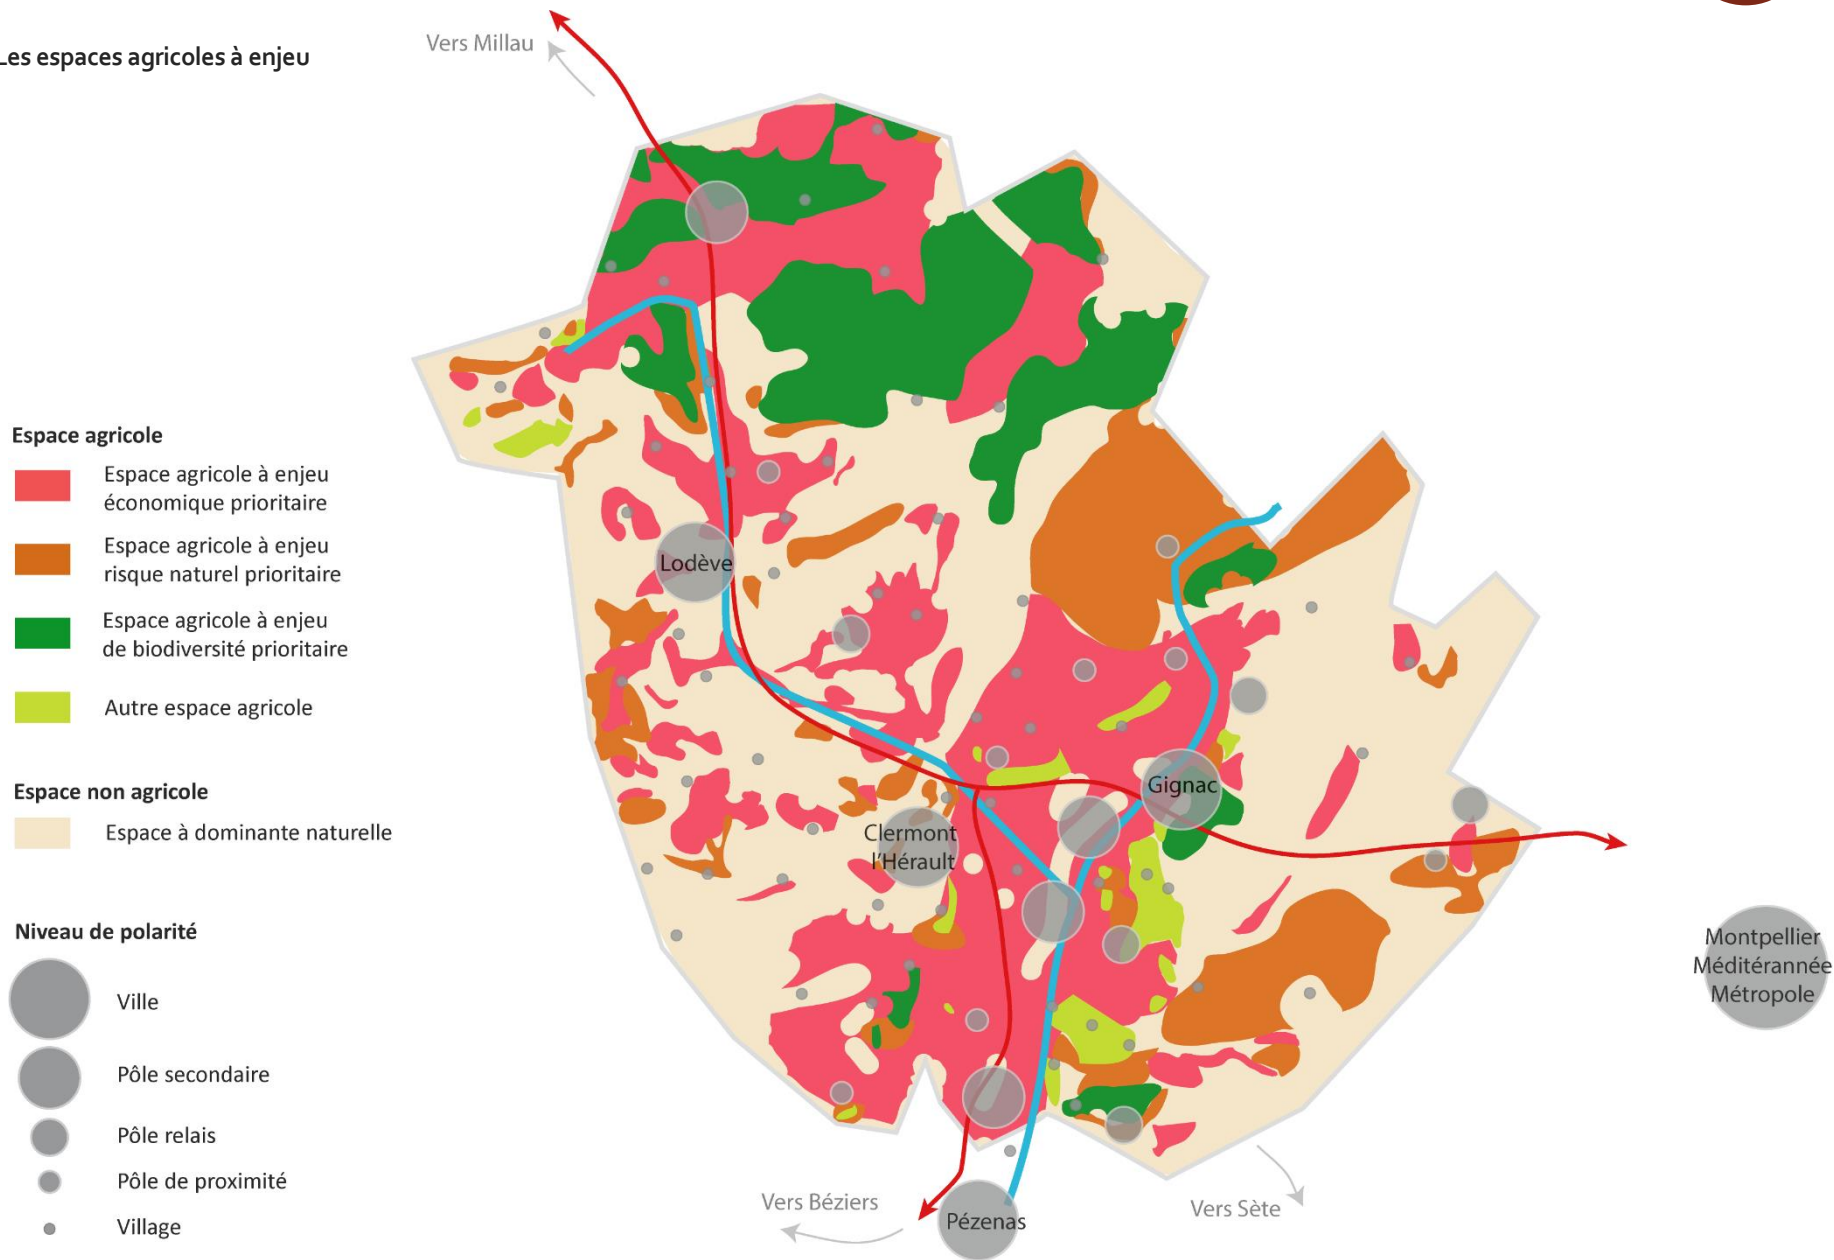 Les espaces agricoles à enjeu
Vers Millau
Espace agricole
Espace agricole à enjeu
économique prioritaire
Espace agricole à enjeu
risque naturel prioritaire
Espace agricole à enjeu
de biodiversité prioritaire
Autre espace agricole
Espace non agricole
Espace à dominante naturelle
Niveau de polarité
Ville
Pôle secondaire
Pôle relais
Pôle de proximité
Village
Lodève
Gignac
Clermont
l'Hérault
Montpellier
Méditérannée
Métropole
Vers Béziers
Pézenas
Vers Sète